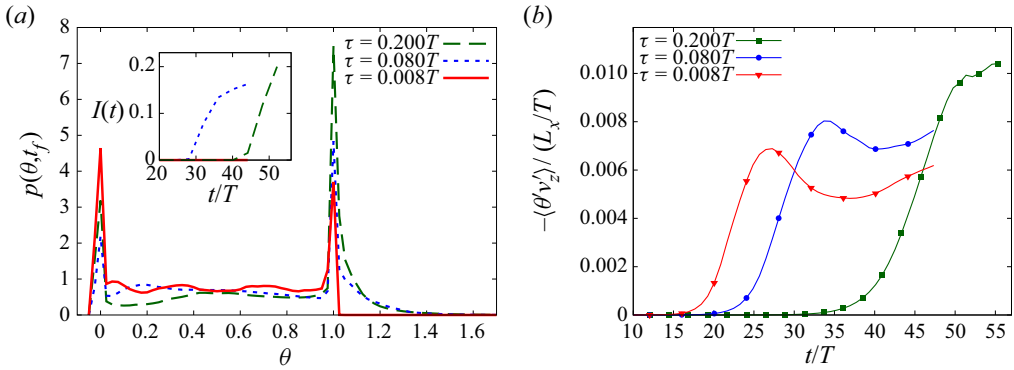 (a)
8
7
6
5
4
3
2
1
0
p(θ,t_f)
0 0.2 0.4 0.6 0.8 1.0 1.2 1.4 1.6
θ
τ = 0.200T
τ = 0.080T
τ = 0.008T
0.2
0.1
0
I(t)
20 30 40 50
t/T
(b)
0.010
0.008
0.006
0.004
0.002
0.000
−⟨θ′v′_z⟩/ (L_x/T)
10 15 20 25 30 35 40 45 50 55
t/T
τ = 0.200T
τ = 0.080T
τ = 0.008T